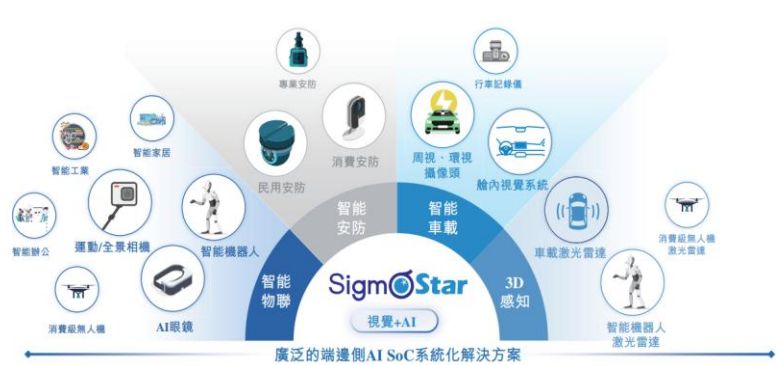 專業安防
行車記錄儀
智能家居
智能工業
消費安防
周視·環視
攝像頭
民用安防
艙內視覺系統
智能辦公
運動/全景相機
智能機器人
智能
安防
智能
車載
車載激光雷達
消費級無人機
激光雷達
消費級無人機
AI眼鏡
智能
物聯
SigmoStar
視覺+AI
3D
感知
智能機器人
激光雷達
廣泛的端邊側AI SoC系統化解決方案